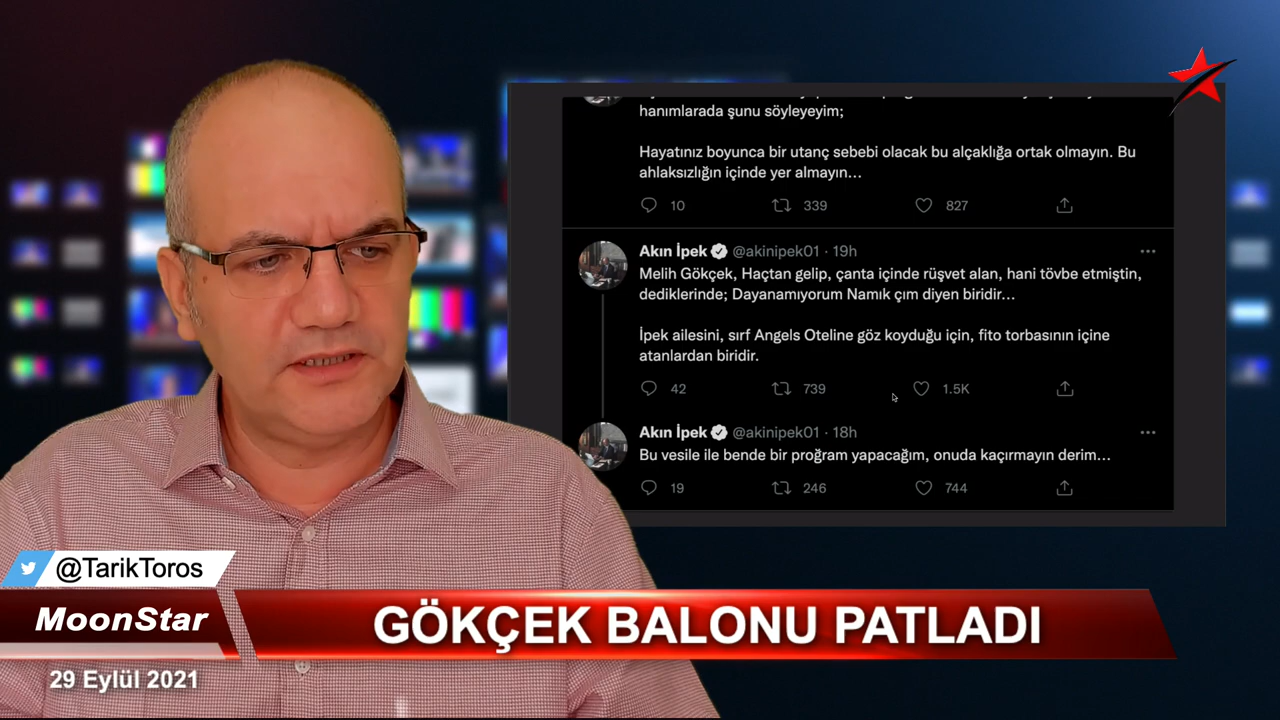 hanımlarada şunu söyleyeyim;
Hayatınız boyunca bir utanç sebebi olacak bu alçaklığa ortak olmayın. Bu
ahlaksızlığın içinde yer almayın...
10 339 827
Akın İpek @akinipek01 · 19h
Melih Gökçek, Haçtan gelip, çanta içinde rüşvet alan, hani tövbe etmiştin,
dediklerinde; Dayanamıyorum Namık çım diyen biridir...
İpek ailesini, sırf Angels Oteline göz koyduğu için, fito torbasının içine
atanlardan biridir.
42 739 1.5K
Akın İpek @akinipek01 · 18h
Bu vesile ile bende bir proğram yapacağım, onuda kaçırmayın derim...
19 246 744
@TarikToros
MoonStar
GÖKÇEK BALONU PATLADI
29 Eylül 2021